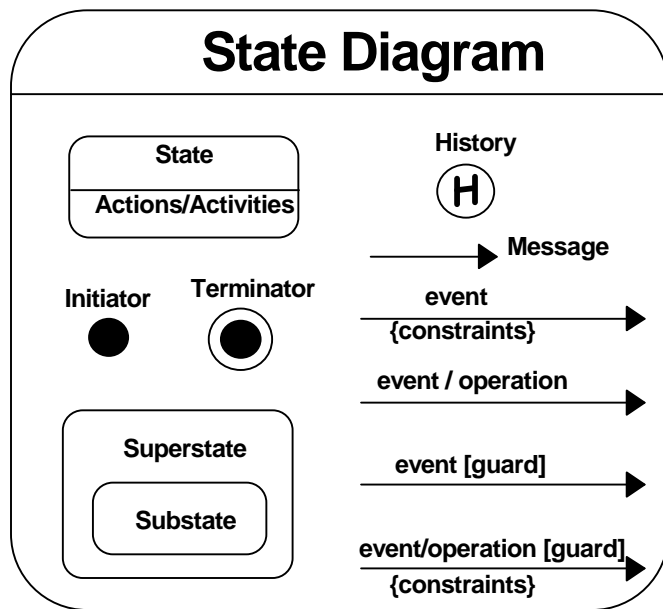 State Diagram
State
Actions/Activities
History
H
Message
Initiator
Terminator
event
{constraints}
event / operation
Superstate
Substate
event [guard]
event/operation [guard]
{constraints}